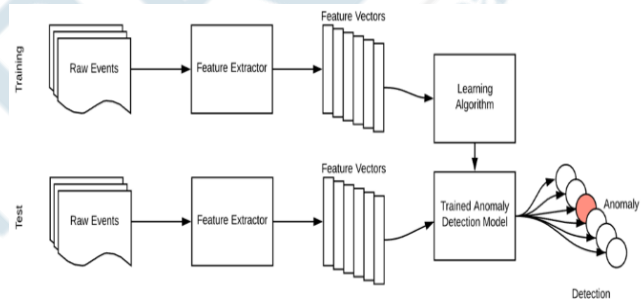 Training
Raw Events
Feature Extractor
Feature Vectors
Learning
Algorithm
Test
Raw Events
Feature Extractor
Feature Vectors
Trained Anomaly
Detection Model
Anomaly
Detection